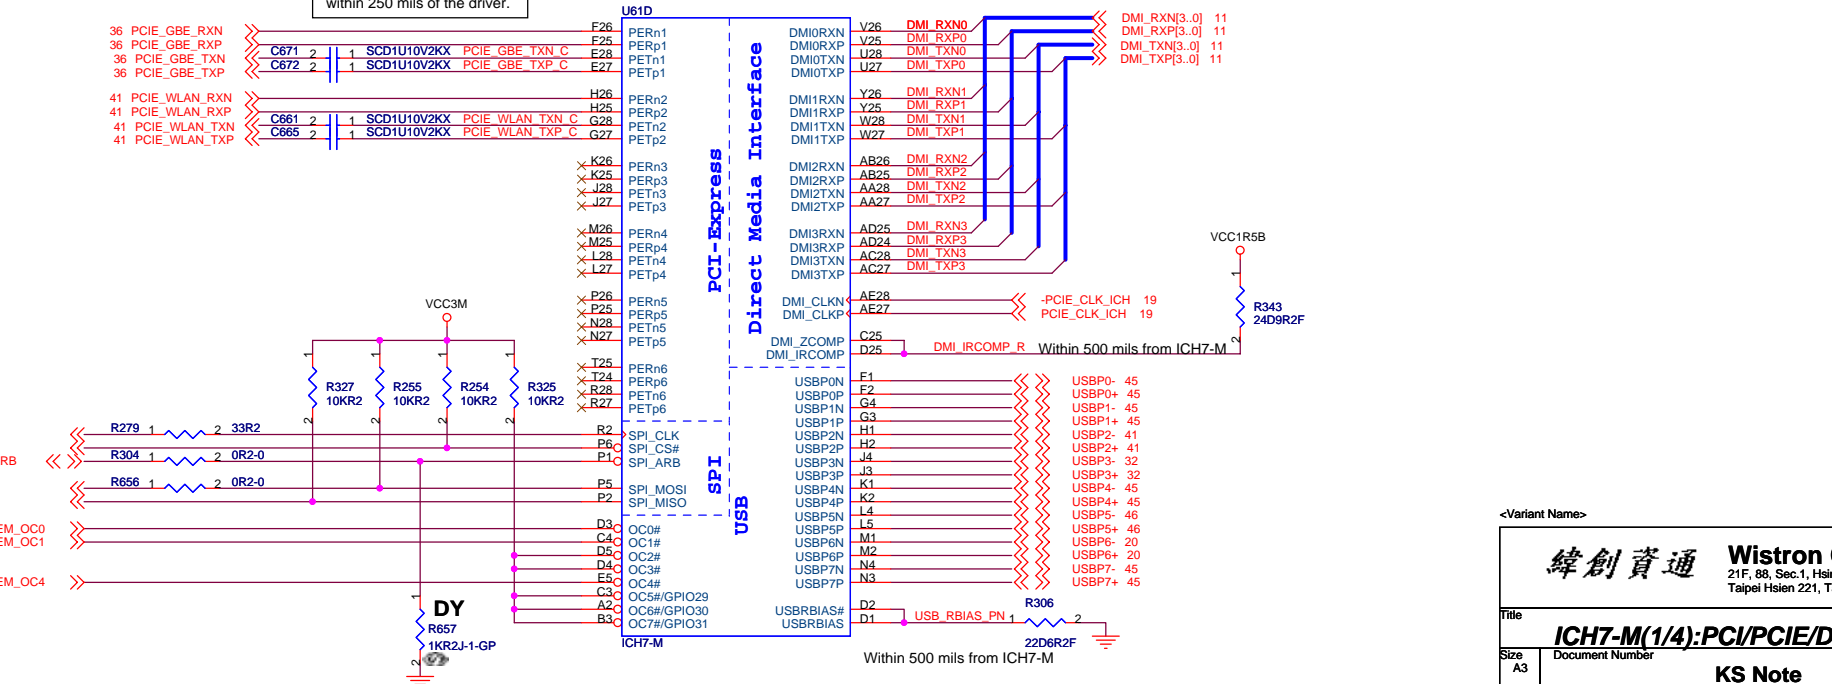 within 250 mils of the driver.
U61D
36 PCIE_GBE_RXN F26 PERn1 DMI0RXN V26 DMI_RXN0 DMI_RXN[3..0] 11
36 PCIE_GBE_RXP F25 PERp1 DMI0RXP V25 DMI_RXP0 DMI_RXP[3..0] 11
36 PCIE_GBE_TXN C671 2 1 SCD1U10V2KX PCIE_GBE_TXN_C E28 PETn1 DMI0TXN U28 DMI_TXN0 DMI_TXN[3..0] 11
36 PCIE_GBE_TXP C672 2 1 SCD1U10V2KX PCIE_GBE_TXP_C E27 PETp1 DMI0TXP U27 DMI_TXP0 DMI_TXP[3..0] 11
41 PCIE_WLAN_RXN H26 PERn2 DMI1RXN Y26 DMI_RXN1
41 PCIE_WLAN_RXP H25 PERp2 DMI1RXP Y25 DMI_RXP1
41 PCIE_WLAN_TXN C661 2 1 SCD1U10V2KX PCIE_WLAN_TXN_C G28 PETn2 DMI1TXN W28 DMI_TXN1
41 PCIE_WLAN_TXP C665 2 1 SCD1U10V2KX PCIE_WLAN_TXP_C G27 PETp2 DMI1TXP W27 DMI_TXP1
K26 PERn3 DMI2RXN AB26 DMI_RXN2
K25 PERp3 DMI2RXP AB25 DMI_RXP2
J28 PETn3 DMI2TXN AA28 DMI_TXN2
J27 PETp3 DMI2TXP AA27 DMI_TXP2
M26 PERn4 DMI3RXN AD25 DMI_RXN3
M25 PERp4 DMI3RXP AD24 DMI_RXP3
L28 PETn4 DMI3TXN AC28 DMI_TXN3
L27 PETp4 DMI3TXP AC27 DMI_TXP3
PCI-Express
Direct Media Interface
VCC1R5B
P26 PERn5 DMI_CLKN AE28 -PCIE_CLK_ICH 19
P25 PERp5 DMI_CLKP AE27 PCIE_CLK_ICH 19
N28 PETn5
N27 PETp5 DMI_ZCOMP C25
DMI_IRCOMP D25 DMI_IRCOMP_R Within 500 mils from ICH7-M
1 R343 24D9R2F 2
VCC3M
1 R327 10KR2 2
1 R255 10KR2 2
1 R254 10KR2 2
1 R325 10KR2 2
T25 PERn6
T24 PERp6
R28 PETn6
R27 PETp6
USBP0N F1 USBP0- 45
USBP0P F2 USBP0+ 45
USBP1N G4 USBP1- 45
USBP1P G3 USBP1+ 45
R279 1 2 33R2 R2 SPI_CLK USBP2N H1 USBP2- 41
P6 SPI_CS# USBP2P H2 USBP2+ 41
RB R304 1 2 0R2-0 P1 SPI_ARB USBP3N J4 USBP3- 32
USBP3P J3 USBP3+ 32
R656 1 2 0R2-0 P5 SPI_MOSI USBP4N K1 USBP4- 45
P2 SPI_MISO USBP4P K2 USBP4+ 45
SPI
USB
USBP5N L4 USBP5- 46
EM_OC0 D3 OC0# USBP5P L5 USBP5+ 46
EM_OC1 C4 OC1# USBP6N M1 USBP6- 20
D5 OC2# USBP6P M2 USBP6+ 20
D4 OC3# USBP7N N4 USBP7- 45
EM_OC4 E5 OC4# USBP7P N3 USBP7+ 45
C3 OC5#/GPIO29
A2 OC6#/GPIO30 USBRBIAS# D2
B3 OC7#/GPIO31 USBRBIAS D1 USB_RBIAS_PN 1 R306 2
22D6R2F
ICH7-M
Within 500 mils from ICH7-M
1 DY
R657
1KR2J-1-GP
2
<Variant Name>
緯創資通 Wistron
21F, 88, Sec.1,
Taipei Hsien 221,
Title
ICH7-M(1/4):PCI/PCIE/D
Size Document Number
A3 KS Note